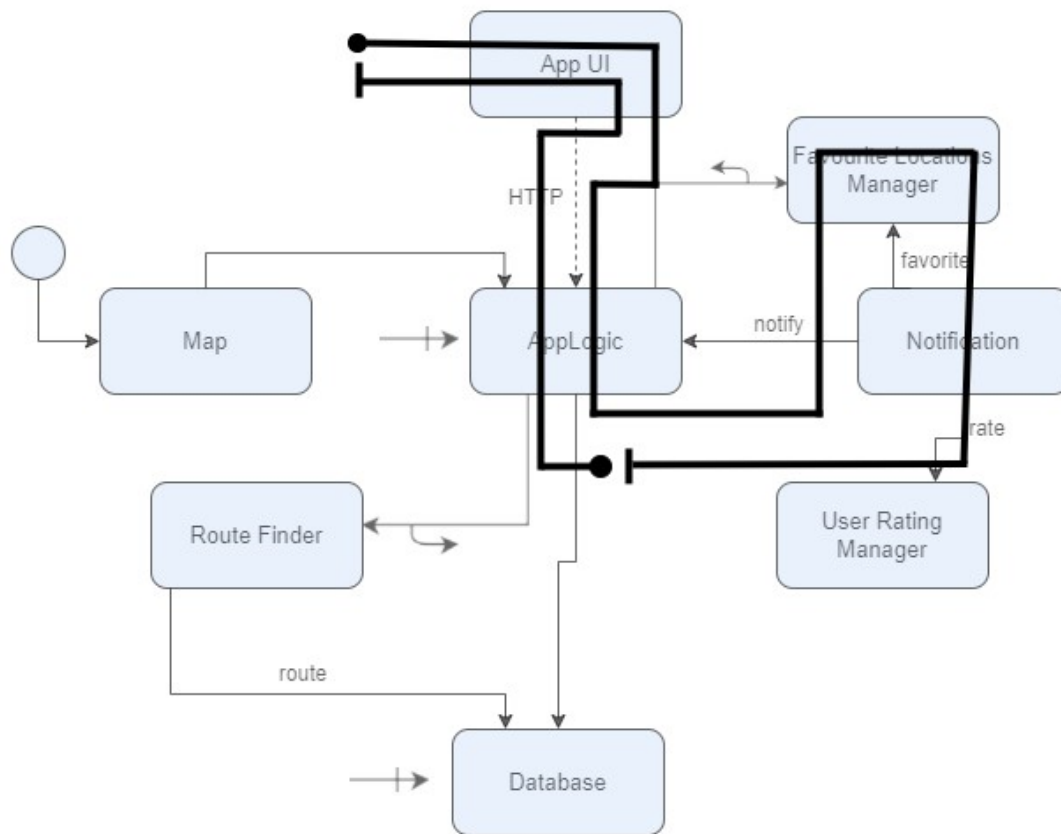 App UI
Favourite Locations
Manager
HTTP
favorite
Map
AppLogic
notify
Notification
rate
Route Finder
User Rating
Manager
route
Database